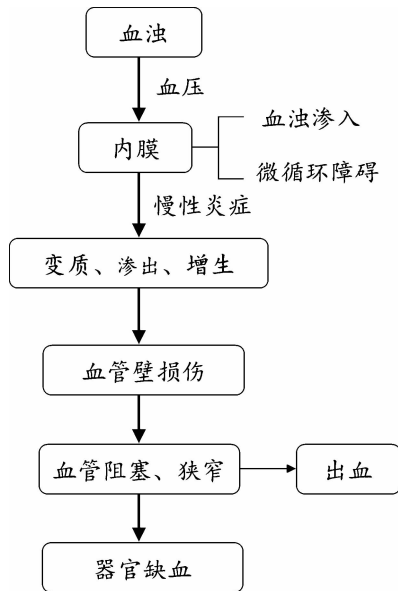 血浊
血压
内膜
血浊渗入
微循环障碍
慢性炎症
变质、渗出、增生
血管壁损伤
血管阻塞、狭窄
出血
器官缺血